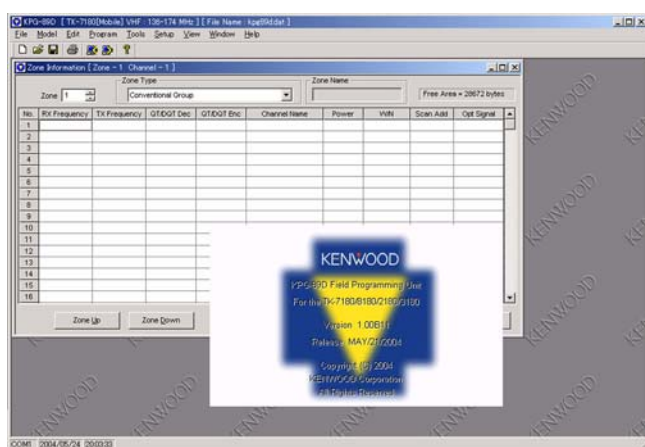 KPG-89D [ TK-7180[Mobile] VHF : 136-174 MHz ] [ File Name : kpg89d.dat ]
File Model Edit Program Tools Setup View Window Help
Zone Information [ Zone - 1 Channel - 1 ]
Zone 1
Zone Type
Conventional Group
Zone Name
Free Area = 28672 bytes
No. RX Frequency TX Frequency QT/DQT Dec QT/DQT Enc Channel Name Power W/N Scan Add Opt Signal
1
2
3
4
5
6
7
8
9
10
11
12
13
14
15
16
Zone Up Zone Down
KENWOOD
KPG-89D Field Programming Unit
For the TK-7180/8180/2180/3180
Version 1.00B11
Release MAY/21/2004
Copyright (C) 2004
KENWOOD Corporation
All Rights Reserved
KENWOOD
KENWOOD
KENWOOD
KENWOOD
KENWOOD
KENWOOD
COM1 2004/05/24 20:03:33